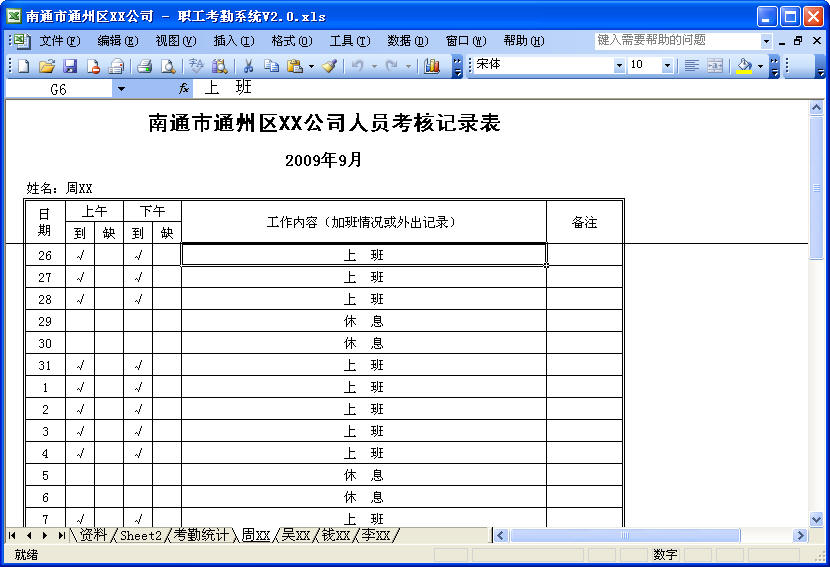 南通市通州区XX公司 - 职工考勤系统V2.0.xls
文件(F) 编辑(E) 视图(V) 插入(I) 格式(O) 工具(T) 数据(D) 窗口(W) 帮助(H) 键入需要帮助的问题
宋体 10
G6 fx 上 班
南通市通州区XX公司人员考核记录表
2009年9月
姓名：周XX
日期 上午 下午 工作内容（加班情况或外出记录） 备注
到 缺 到 缺
26 √ √ 上 班
27 √ √ 上 班
28 √ √ 上 班
29 休 息
30 休 息
31 √ √ 上 班
1 √ √ 上 班
2 √ √ 上 班
3 √ √ 上 班
4 √ √ 上 班
5 休 息
6 休 息
7 √ √ 上 班
资料 Sheet2 考勤统计 周XX 吴XX 钱XX 李XX
就绪 数字